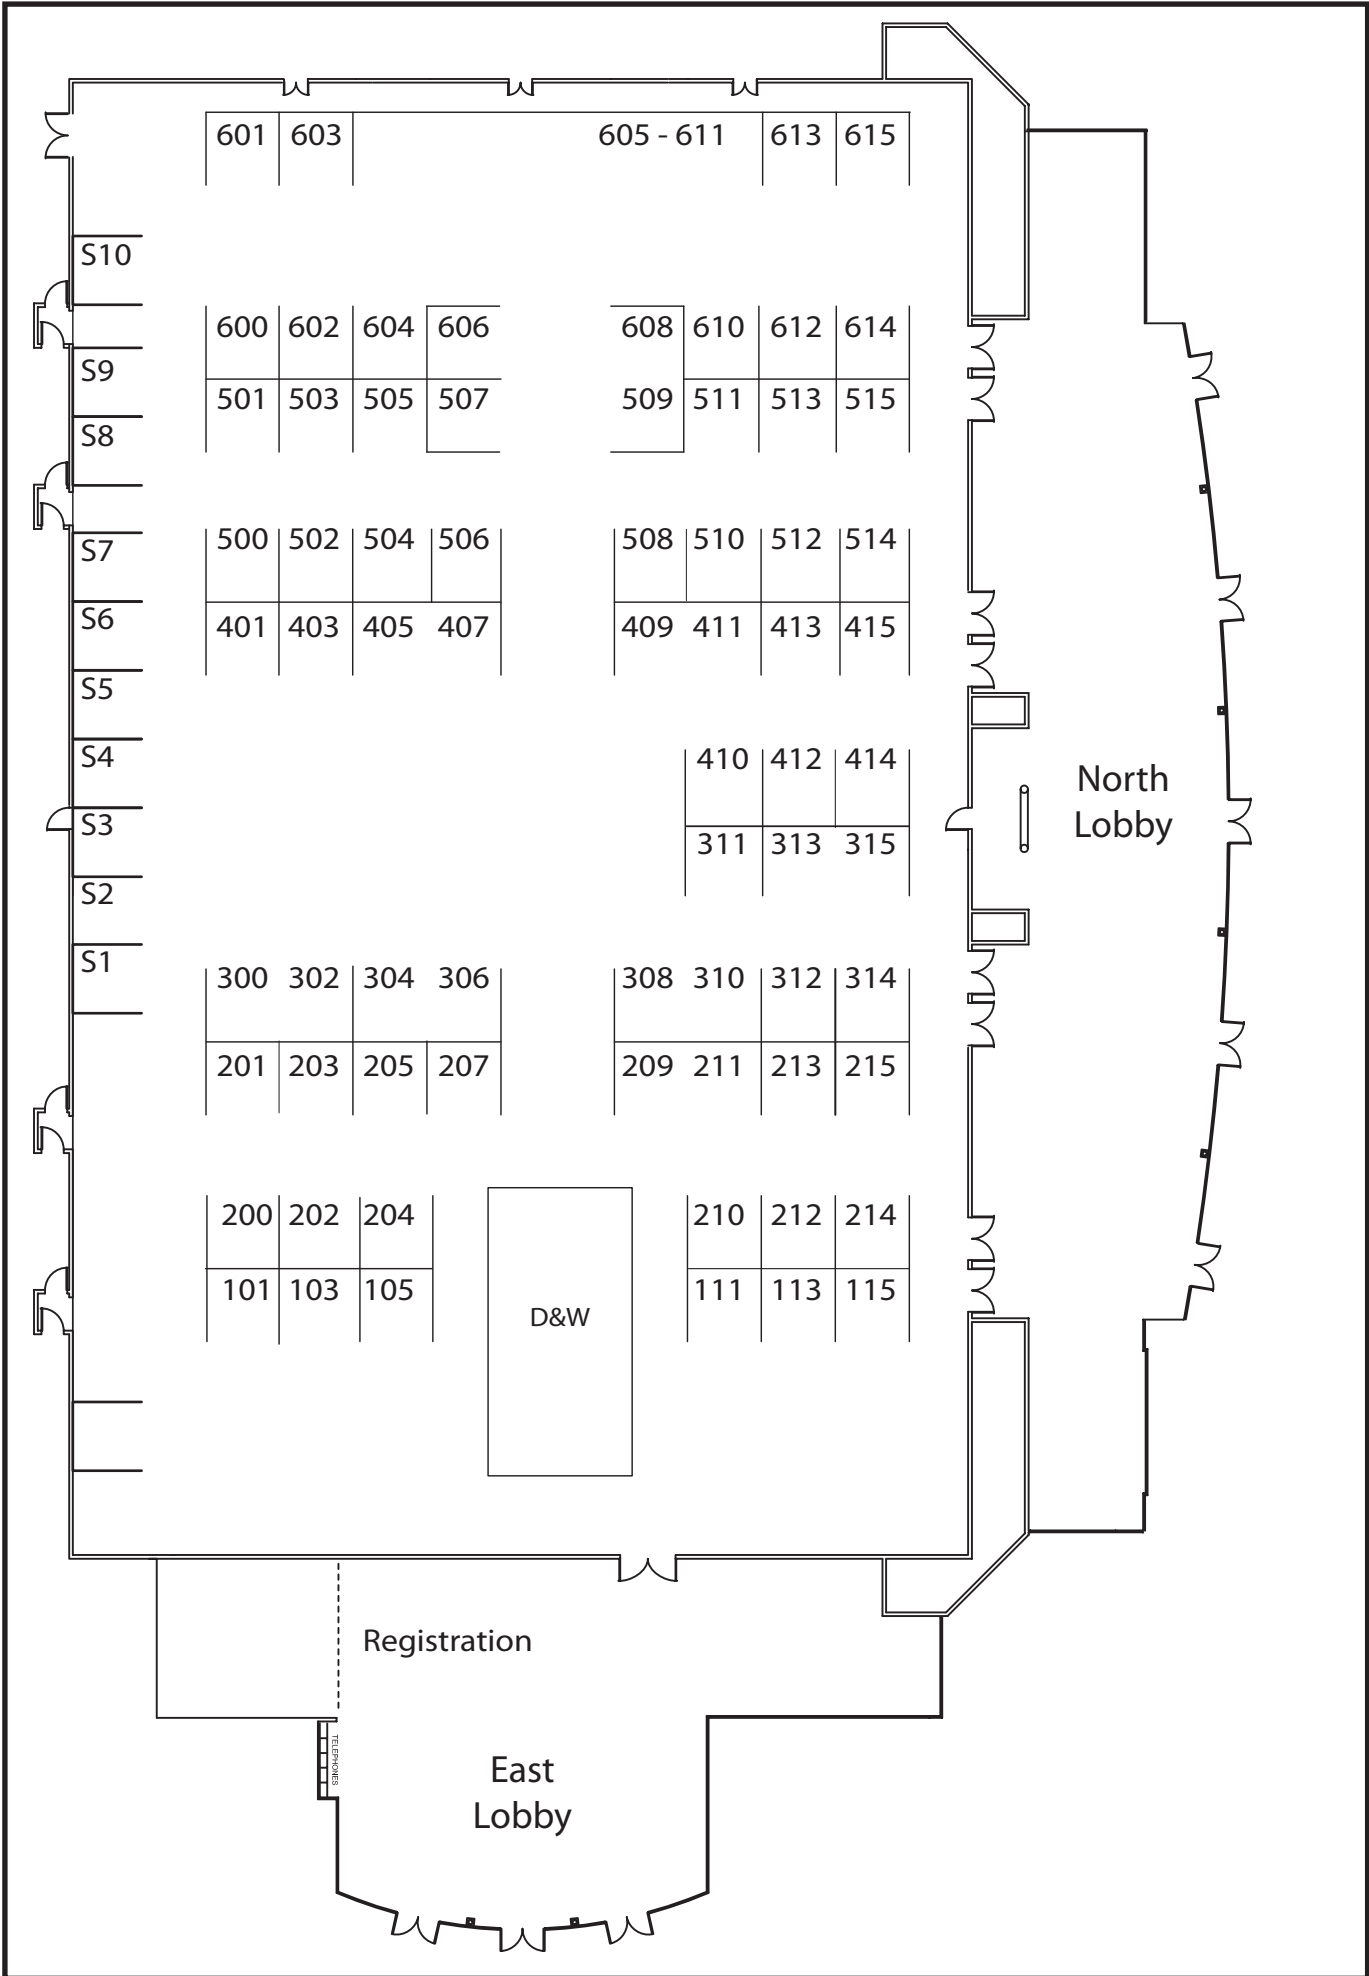 601 603 605 - 611 613 615
S10
600 602 604 606 608 610 612 614
S9
501 503 505 507 509 511 513 515
S8
500 502 504 506 508 510 512 514
S7
S6
401 403 405 407 409 411 413 415
S5
S4
410 412 414
North
Lobby
S3
311 313 315
S2
S1
300 302 304 306 308 310 312 314
201 203 205 207 209 211 213 215
200 202 204 210 212 214
101 103 105 111 113 115
D&W
Registration
TELEPHONES
East
Lobby